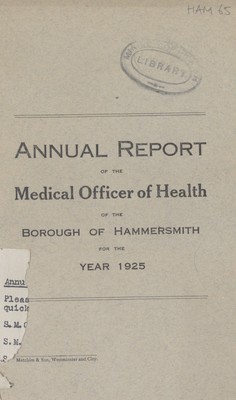 HAM 65
LIBRARY
ANNUAL REPORT
OF THE
Medical Officer of Health
OF THE
BOROUGH OF HAMMERSMITH
FOR THE
YEAR 1925
Annu
Pleas
quick
S.M.
S.M.
& Son, Westminster and City